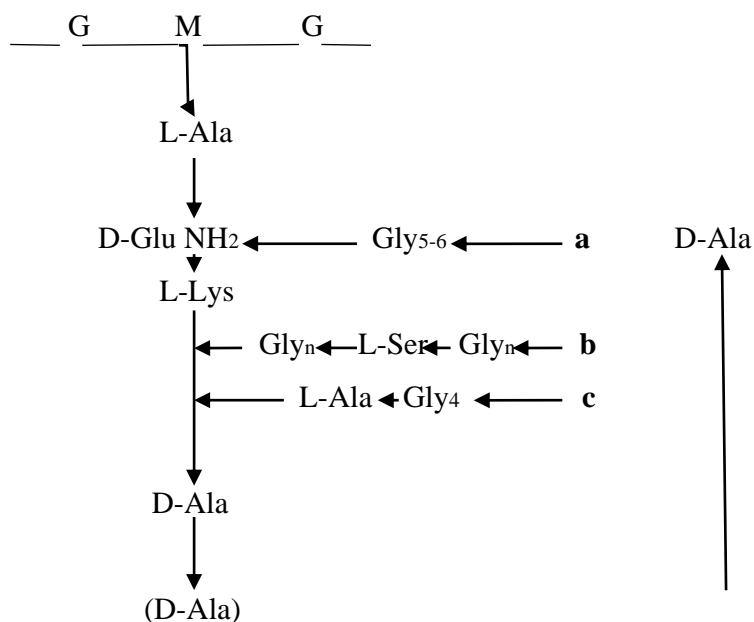 G M G
L-Ala
D-Glu NH2 Gly5-6 a D-Ala
L-Lys
Glyn L-Ser Glyn b
L-Ala Gly4 c
D-Ala
(D-Ala)